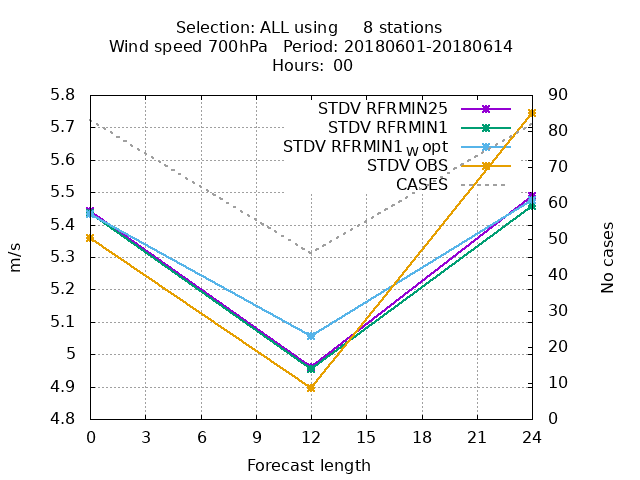 Selection: ALL using 8 stations
Wind speed 700hPa Period: 20180601-20180614
Hours: 00
5.8
5.7
5.6
5.5
5.4
5.3
5.2
5.1
5
4.9
4.8
m/s
STDV RFRMIN25
STDV RFRMIN1
STDV RFRMIN1 W opt
STDV OBS
CASES
90
80
70
60
50
40
30
20
10
0
No cases
0 3 6 9 12 15 18 21 24
Forecast length